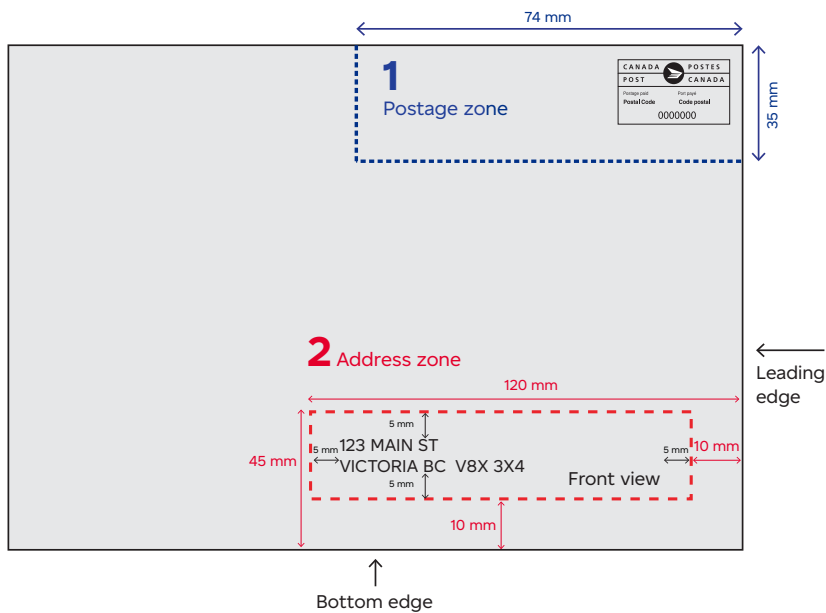 74 mm
1
Postage zone
CANADA POSTES
POST CANADA
Postage paid Port payé
Postal Code Code postal
0000000
35 mm
2 Address zone
Leading
edge
120 mm
5 mm
5 mm 123 MAIN ST 5 mm 10 mm
45 mm VICTORIA BC V8X 3X4
5 mm Front view
10 mm
Bottom edge